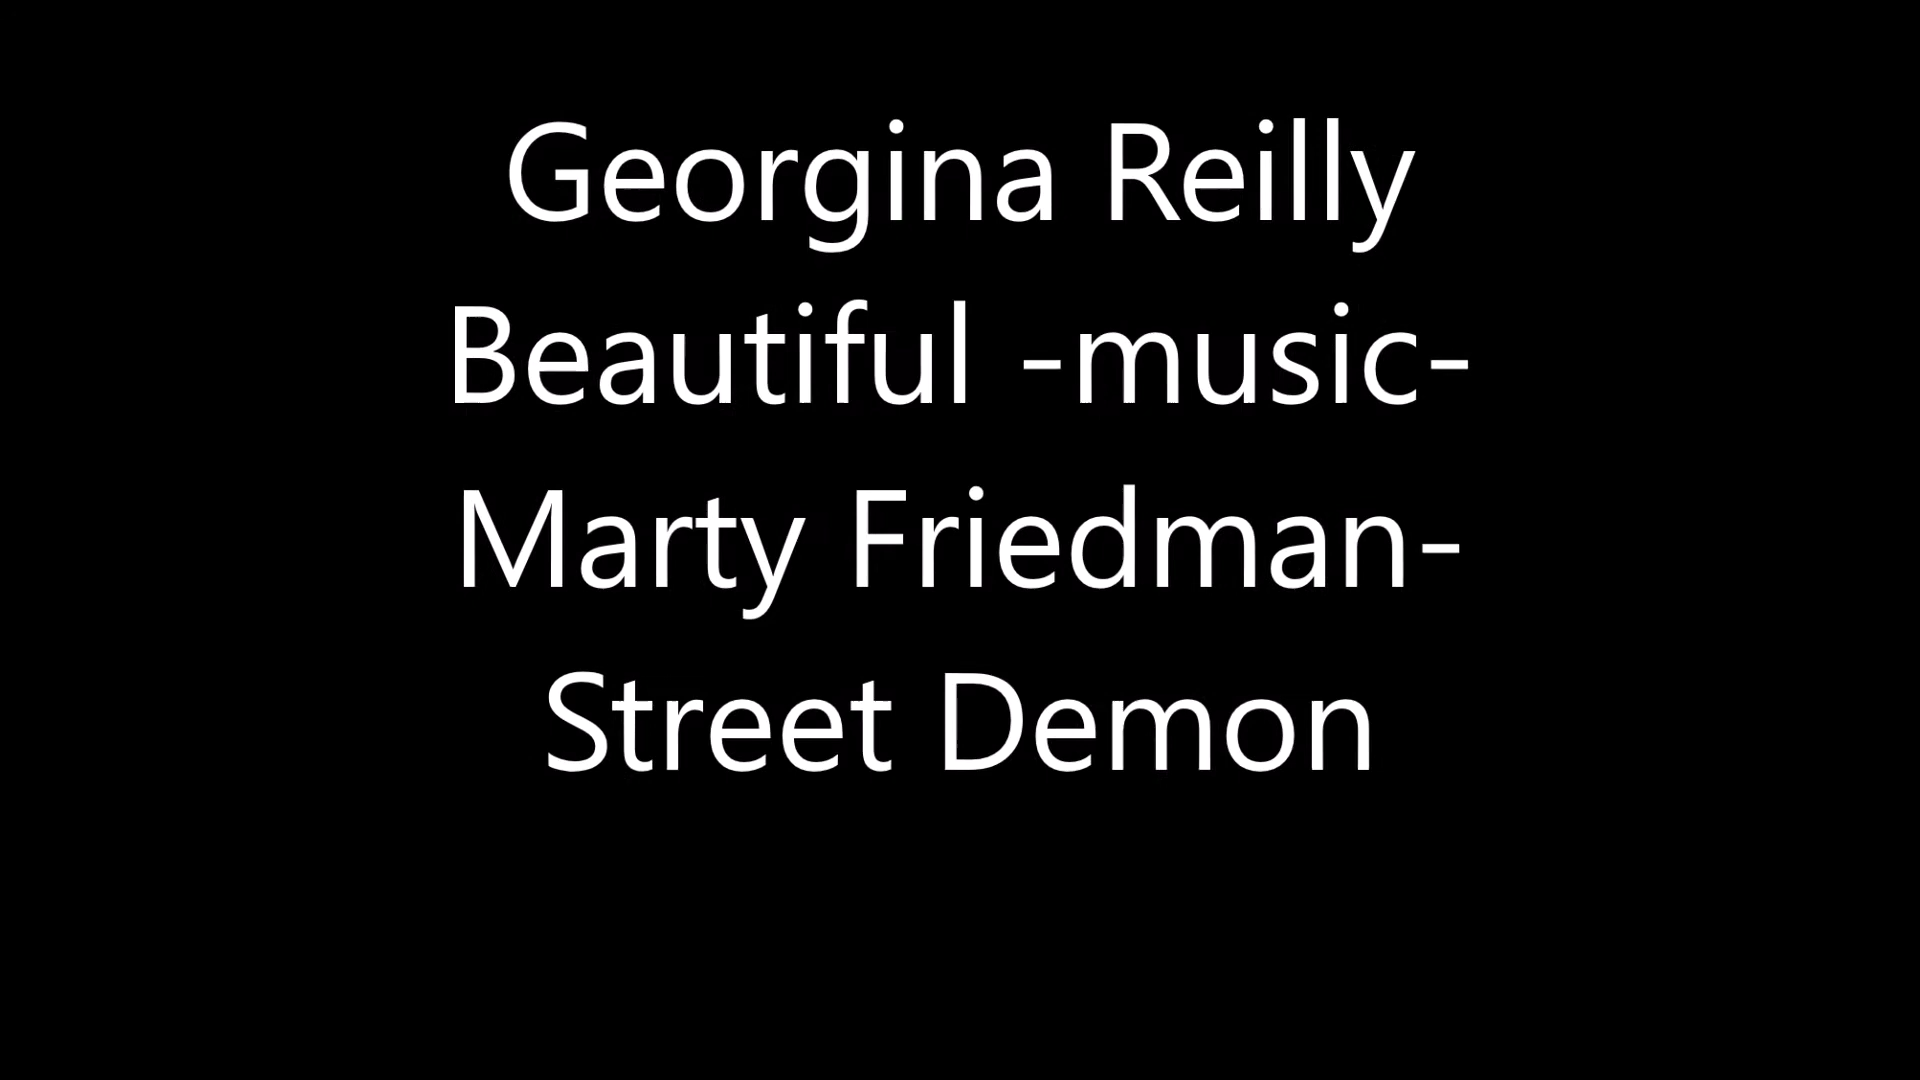 Georgina Reilly
Beautiful -music-
Marty Friedman-
Street Demon